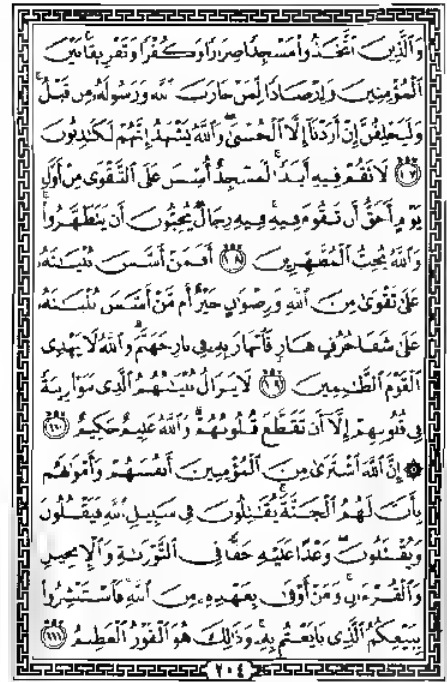 وَٱلَّذِينَ ٱتَّخَذُوا۟ مَسْجِدًا ضِرَارًا وَكُفْرًا وَتَفْرِيقًۢا بَيْنَ
ٱلْمُؤْمِنِينَ وَإِرْصَادًا لِّمَنْ حَارَبَ ٱللَّهَ وَرَسُولَهُۥ مِن قَبْلُ ۚ
وَلَيَحْلِفُنَّ إِنْ أَرَدْنَآ إِلَّا ٱلْحُسْنَىٰ ۖ وَٱللَّهُ يَشْهَدُ إِنَّهُمْ لَكَـٰذِبُونَ
١٠٧ لَا تَقُمْ فِيهِ أَبَدًا ۚ لَّمَسْجِدٌ أُسِّسَ عَلَى ٱلتَّقْوَىٰ مِنْ أَوَّلِ
يَوْمٍ أَحَقُّ أَن تَقُومَ فِيهِ ۚ فِيهِ رِجَالٌ يُحِبُّونَ أَن يَتَطَهَّرُوا۟ ۚ
وَٱللَّهُ يُحِبُّ ٱلْمُطَّهِّرِينَ ١٠٨ أَفَمَنْ أَسَّسَ بُنْيَـٰنَهُۥ
عَلَىٰ تَقْوَىٰ مِنَ ٱللَّهِ وَرِضْوَٰنٍ خَيْرٌ أَم مَّنْ أَسَّسَ بُنْيَـٰنَهُۥ
عَلَىٰ شَفَا جُرُفٍ هَارٍ فَٱنْهَارَ بِهِۦ فِى نَارِ جَهَنَّمَ ۗ وَٱللَّهُ لَا يَهْدِى
ٱلْقَوْمَ ٱلظَّـٰلِمِينَ ١٠٩ لَا يَزَالُ بُنْيَـٰنُهُمُ ٱلَّذِى بَنَوْا۟ رِيبَةً
فِى قُلُوبِهِمْ إِلَّآ أَن تَقَطَّعَ قُلُوبُهُمْ ۗ وَٱللَّهُ عَلِيمٌ حَكِيمٌ ١١٠
۞ إِنَّ ٱللَّهَ ٱشْتَرَىٰ مِنَ ٱلْمُؤْمِنِينَ أَنفُسَهُمْ وَأَمْوَٰلَهُم
بِأَنَّ لَهُمُ ٱلْجَنَّةَ ۚ يُقَـٰتِلُونَ فِى سَبِيلِ ٱللَّهِ فَيَقْتُلُونَ
وَيُقْتَلُونَ ۖ وَعْدًا عَلَيْهِ حَقًّا فِى ٱلتَّوْرَىٰةِ وَٱلْإِنجِيلِ
وَٱلْقُرْءَانِ ۚ وَمَنْ أَوْفَىٰ بِعَهْدِهِۦ مِنَ ٱللَّهِ ۚ فَٱسْتَبْشِرُوا۟
بِبَيْعِكُمُ ٱلَّذِى بَايَعْتُم بِهِۦ ۚ وَذَٰلِكَ هُوَ ٱلْفَوْزُ ٱلْعَظِيمُ ١١١
٢٠٤